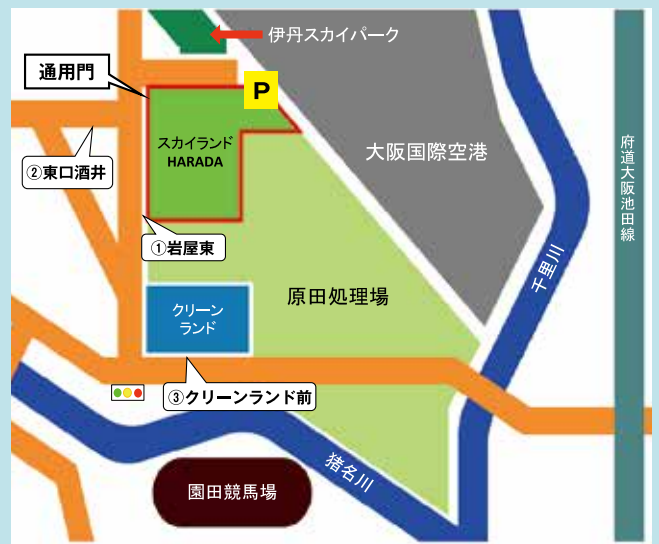 伊丹スカイパーク
通用門
P
スカイランド
HARADA
大阪国際空港
府道大阪池田線
②東口酒井
①岩屋東
千里川
原田処理場
クリーン
ランド
③クリーンランド前
猪名川
園田競馬場